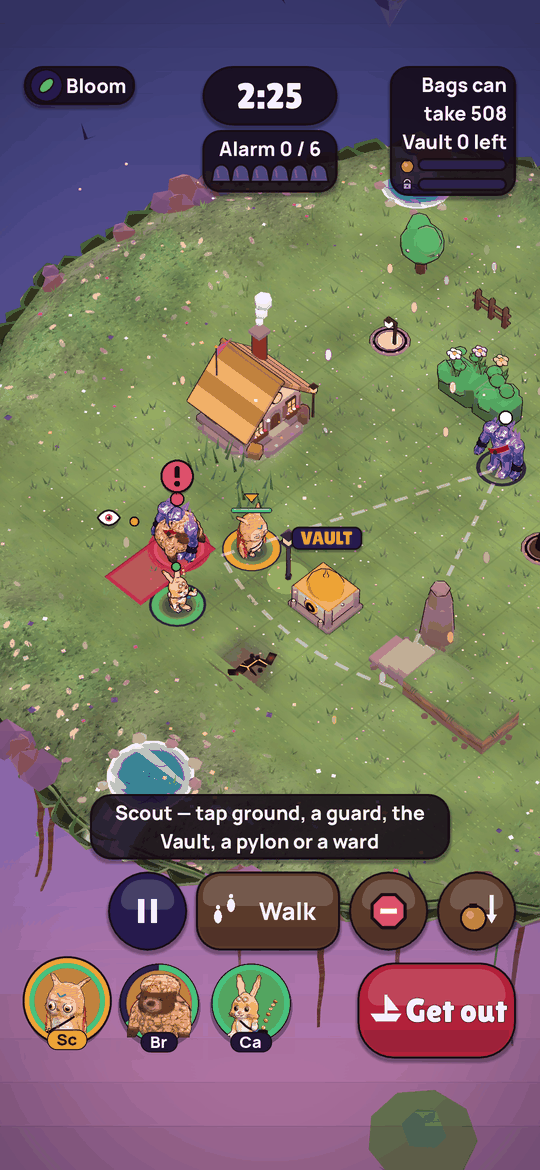 Bloom
2:25
Alarm 0 / 6
Bags can
take 508
Vault 0 left
VAULT
Scout — tap ground, a guard, the
Vault, a pylon or a ward
Walk
Get out
Sc
Br
Ca